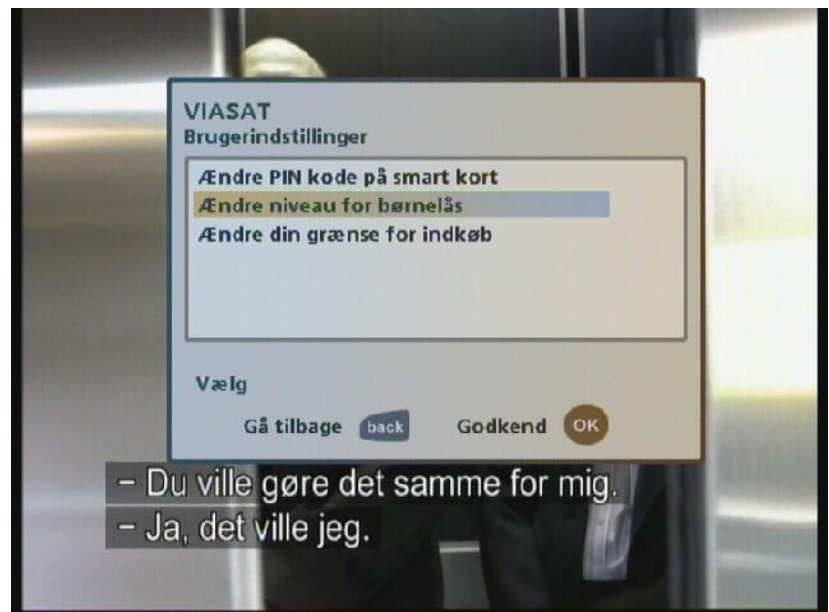 VIASAT
Brugerindstillinger
Ændre PIN kode på smart kort
Ændre niveau for børnelås
Ændre din grænse for indkøb
Vælg
Gå tilbage back Godkend OK
– Du ville gøre det samme for mig.
– Ja, det ville jeg.